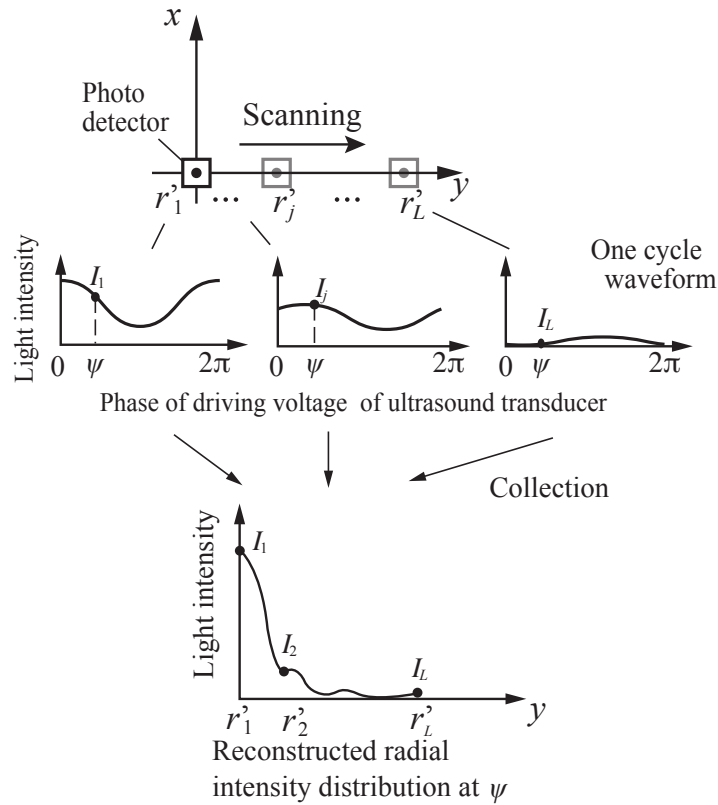 x
Photo
detector
Scanning
r'1 ... r'j ... r'L y
Light intensity
I1
0 ψ 2π
Ij
0 ψ 2π
One cycle
waveform
IL
0 ψ 2π
Phase of driving voltage of ultrasound transducer
Collection
Light intensity
I1
I2
IL
r'1 r'2 r'L y
Reconstructed radial
intensity distribution at ψ